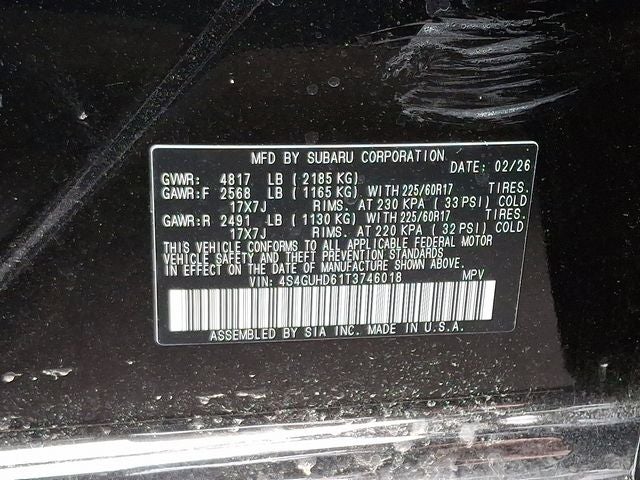 MFD BY SUBARU CORPORATION DATE: 02/26
GVWR: 4817 LB ( 2185 KG)
GAWR:F 2568 LB ( 1165 KG) WITH 225/60R17 TIRES.
17X7J RIMS. AT 230 KPA ( 33 PSI) COLD
GAWR:R 2491 LB ( 1130 KG) WITH 225/60R17 TIRES.
17X7J RIMS. AT 220 KPA ( 32 PSI) COLD
THIS VEHICLE CONFORMS TO ALL APPLICABLE FEDERAL MOTOR
VEHICLE SAFETY AND THEFT PREVENTION STANDARDS
IN EFFECT ON THE DATE OF MANUFACTURE SHOWN ABOVE.
VIN: 4S4GUHD61T3746018 MPV
ASSEMBLED BY SIA INC. MADE IN U.S.A.